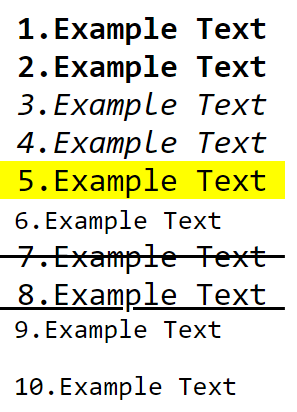 1.Example Text
2.Example Text
3.Example Text
4.Example Text
5.Example Text
6.Example Text
7.Example Text
8.Example Text
9.Example Text
10.Example Text